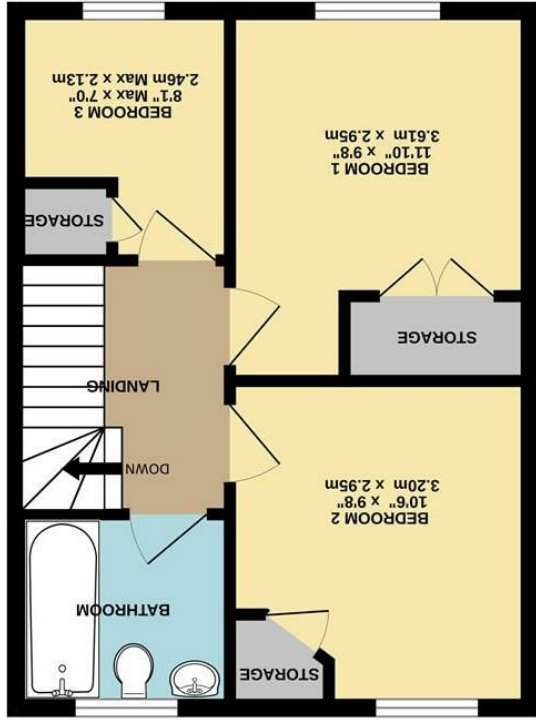 STORAGE
BATHROOM
BEDROOM 2
10'6" x 9'8"
3.20m x 2.95m
DOWN
LANDING
STORAGE
STORAGE
BEDROOM 1
11'10" x 9'8"
3.61m x 2.95m
BEDROOM 3
8'1" Max x 7'0"
2.46m Max x 2.13m